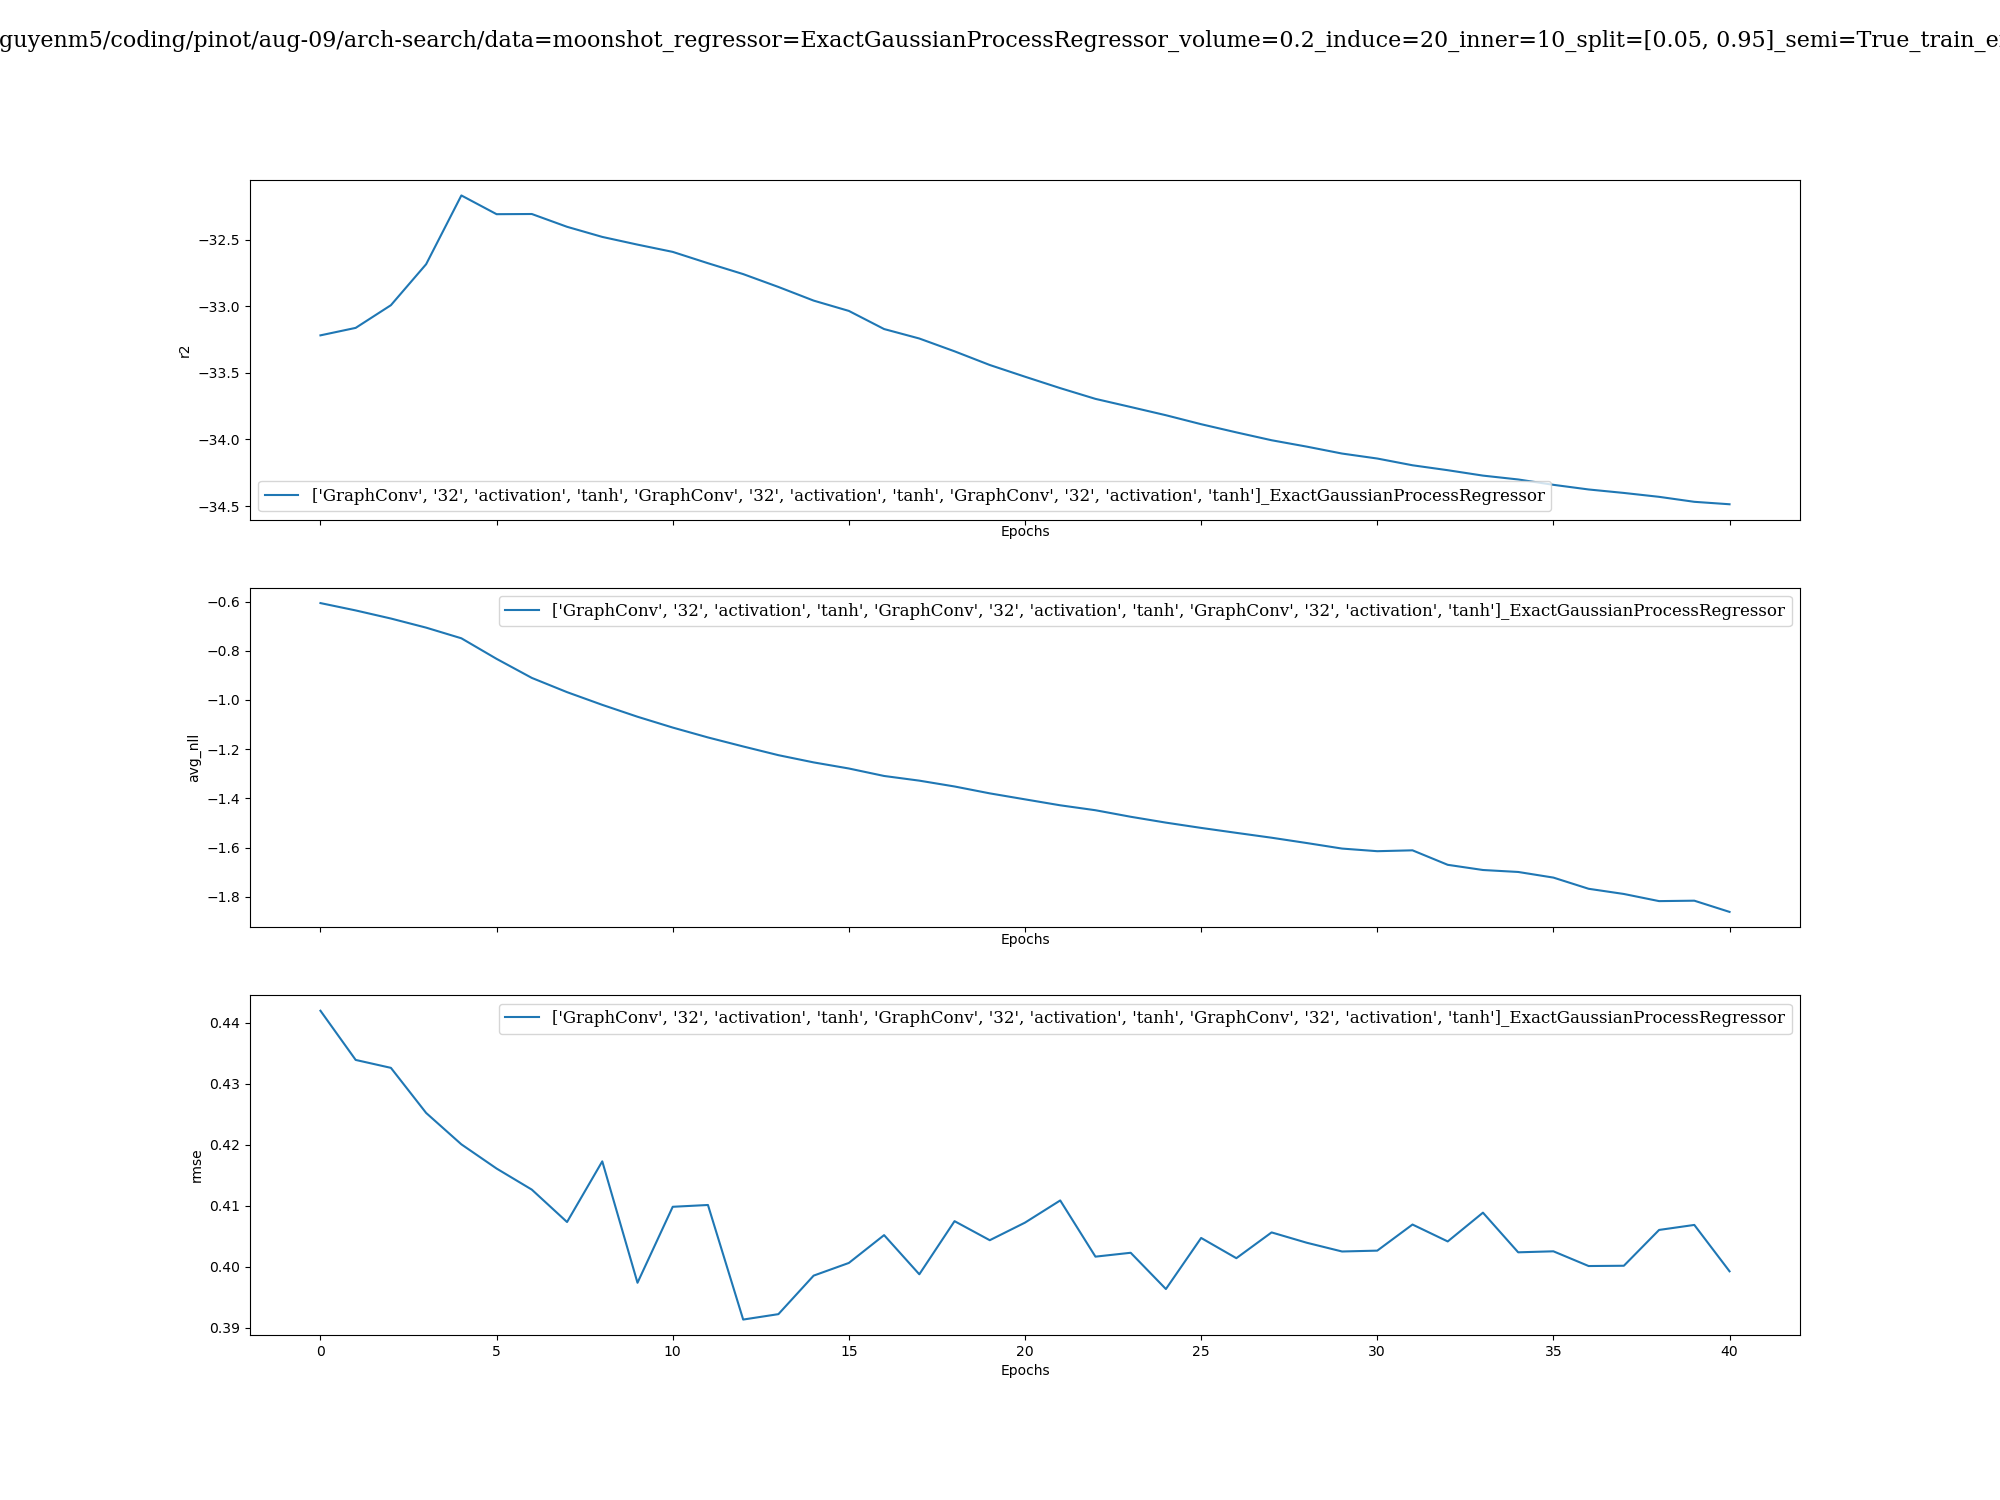 guyenm5/coding/pinot/aug-09/arch-search/data=moonshot_regressor=ExactGaussianProcessRegressor_volume=0.2_induce=20_inner=10_split=[0.05, 0.95]_semi=True_train_e
−32.5
−33.0
−33.5
−34.0
−34.5
r2
['GraphConv', '32', 'activation', 'tanh', 'GraphConv', '32', 'activation', 'tanh', 'GraphConv', '32', 'activation', 'tanh']_ExactGaussianProcessRegressor
Epochs
−0.6
−0.8
−1.0
−1.2
−1.4
−1.6
−1.8
avg_nll
['GraphConv', '32', 'activation', 'tanh', 'GraphConv', '32', 'activation', 'tanh', 'GraphConv', '32', 'activation', 'tanh']_ExactGaussianProcessRegressor
Epochs
0.44
0.43
0.42
0.41
0.40
0.39
rmse
['GraphConv', '32', 'activation', 'tanh', 'GraphConv', '32', 'activation', 'tanh', 'GraphConv', '32', 'activation', 'tanh']_ExactGaussianProcessRegressor
0 5 10 15 20 25 30 35 40
Epochs